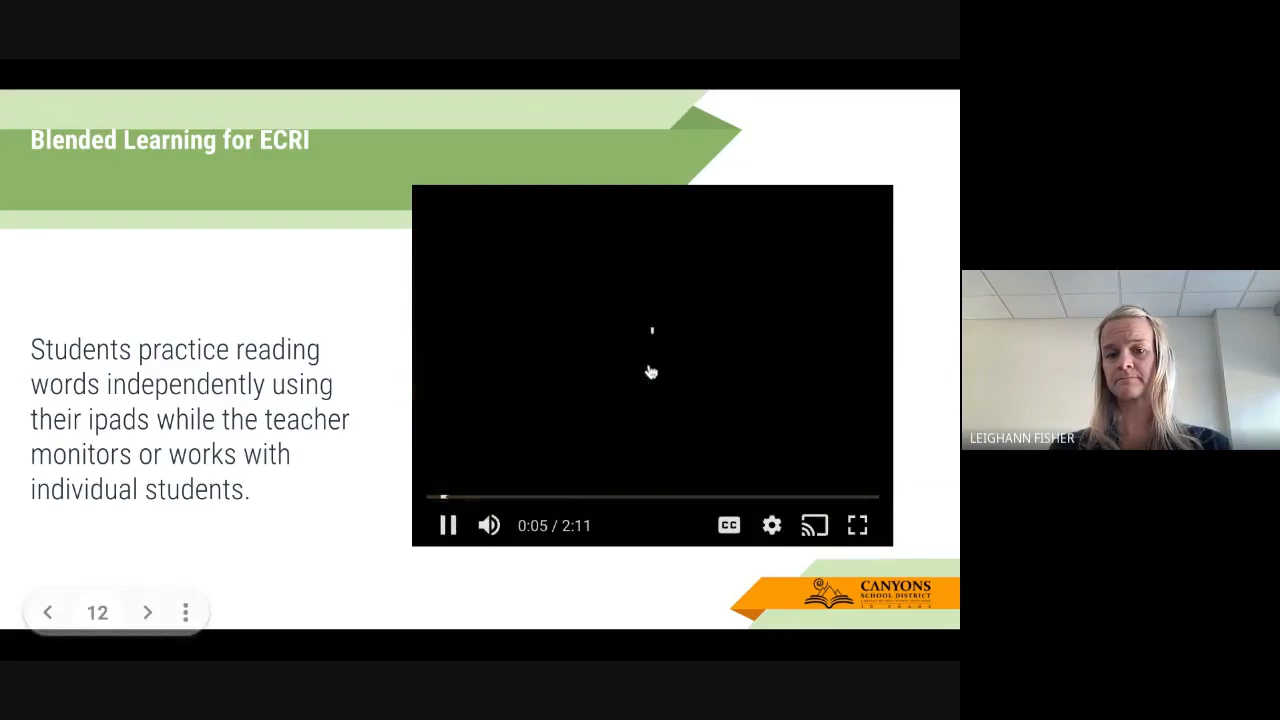 Blended Learning for ECRI
Students practice reading
words independently using
their ipads while the teacher
monitors or works with
individual students.
0:05 / 2:11
CC
12
CANYONS
SCHOOL DISTRICT
LEIGHANN FISHER